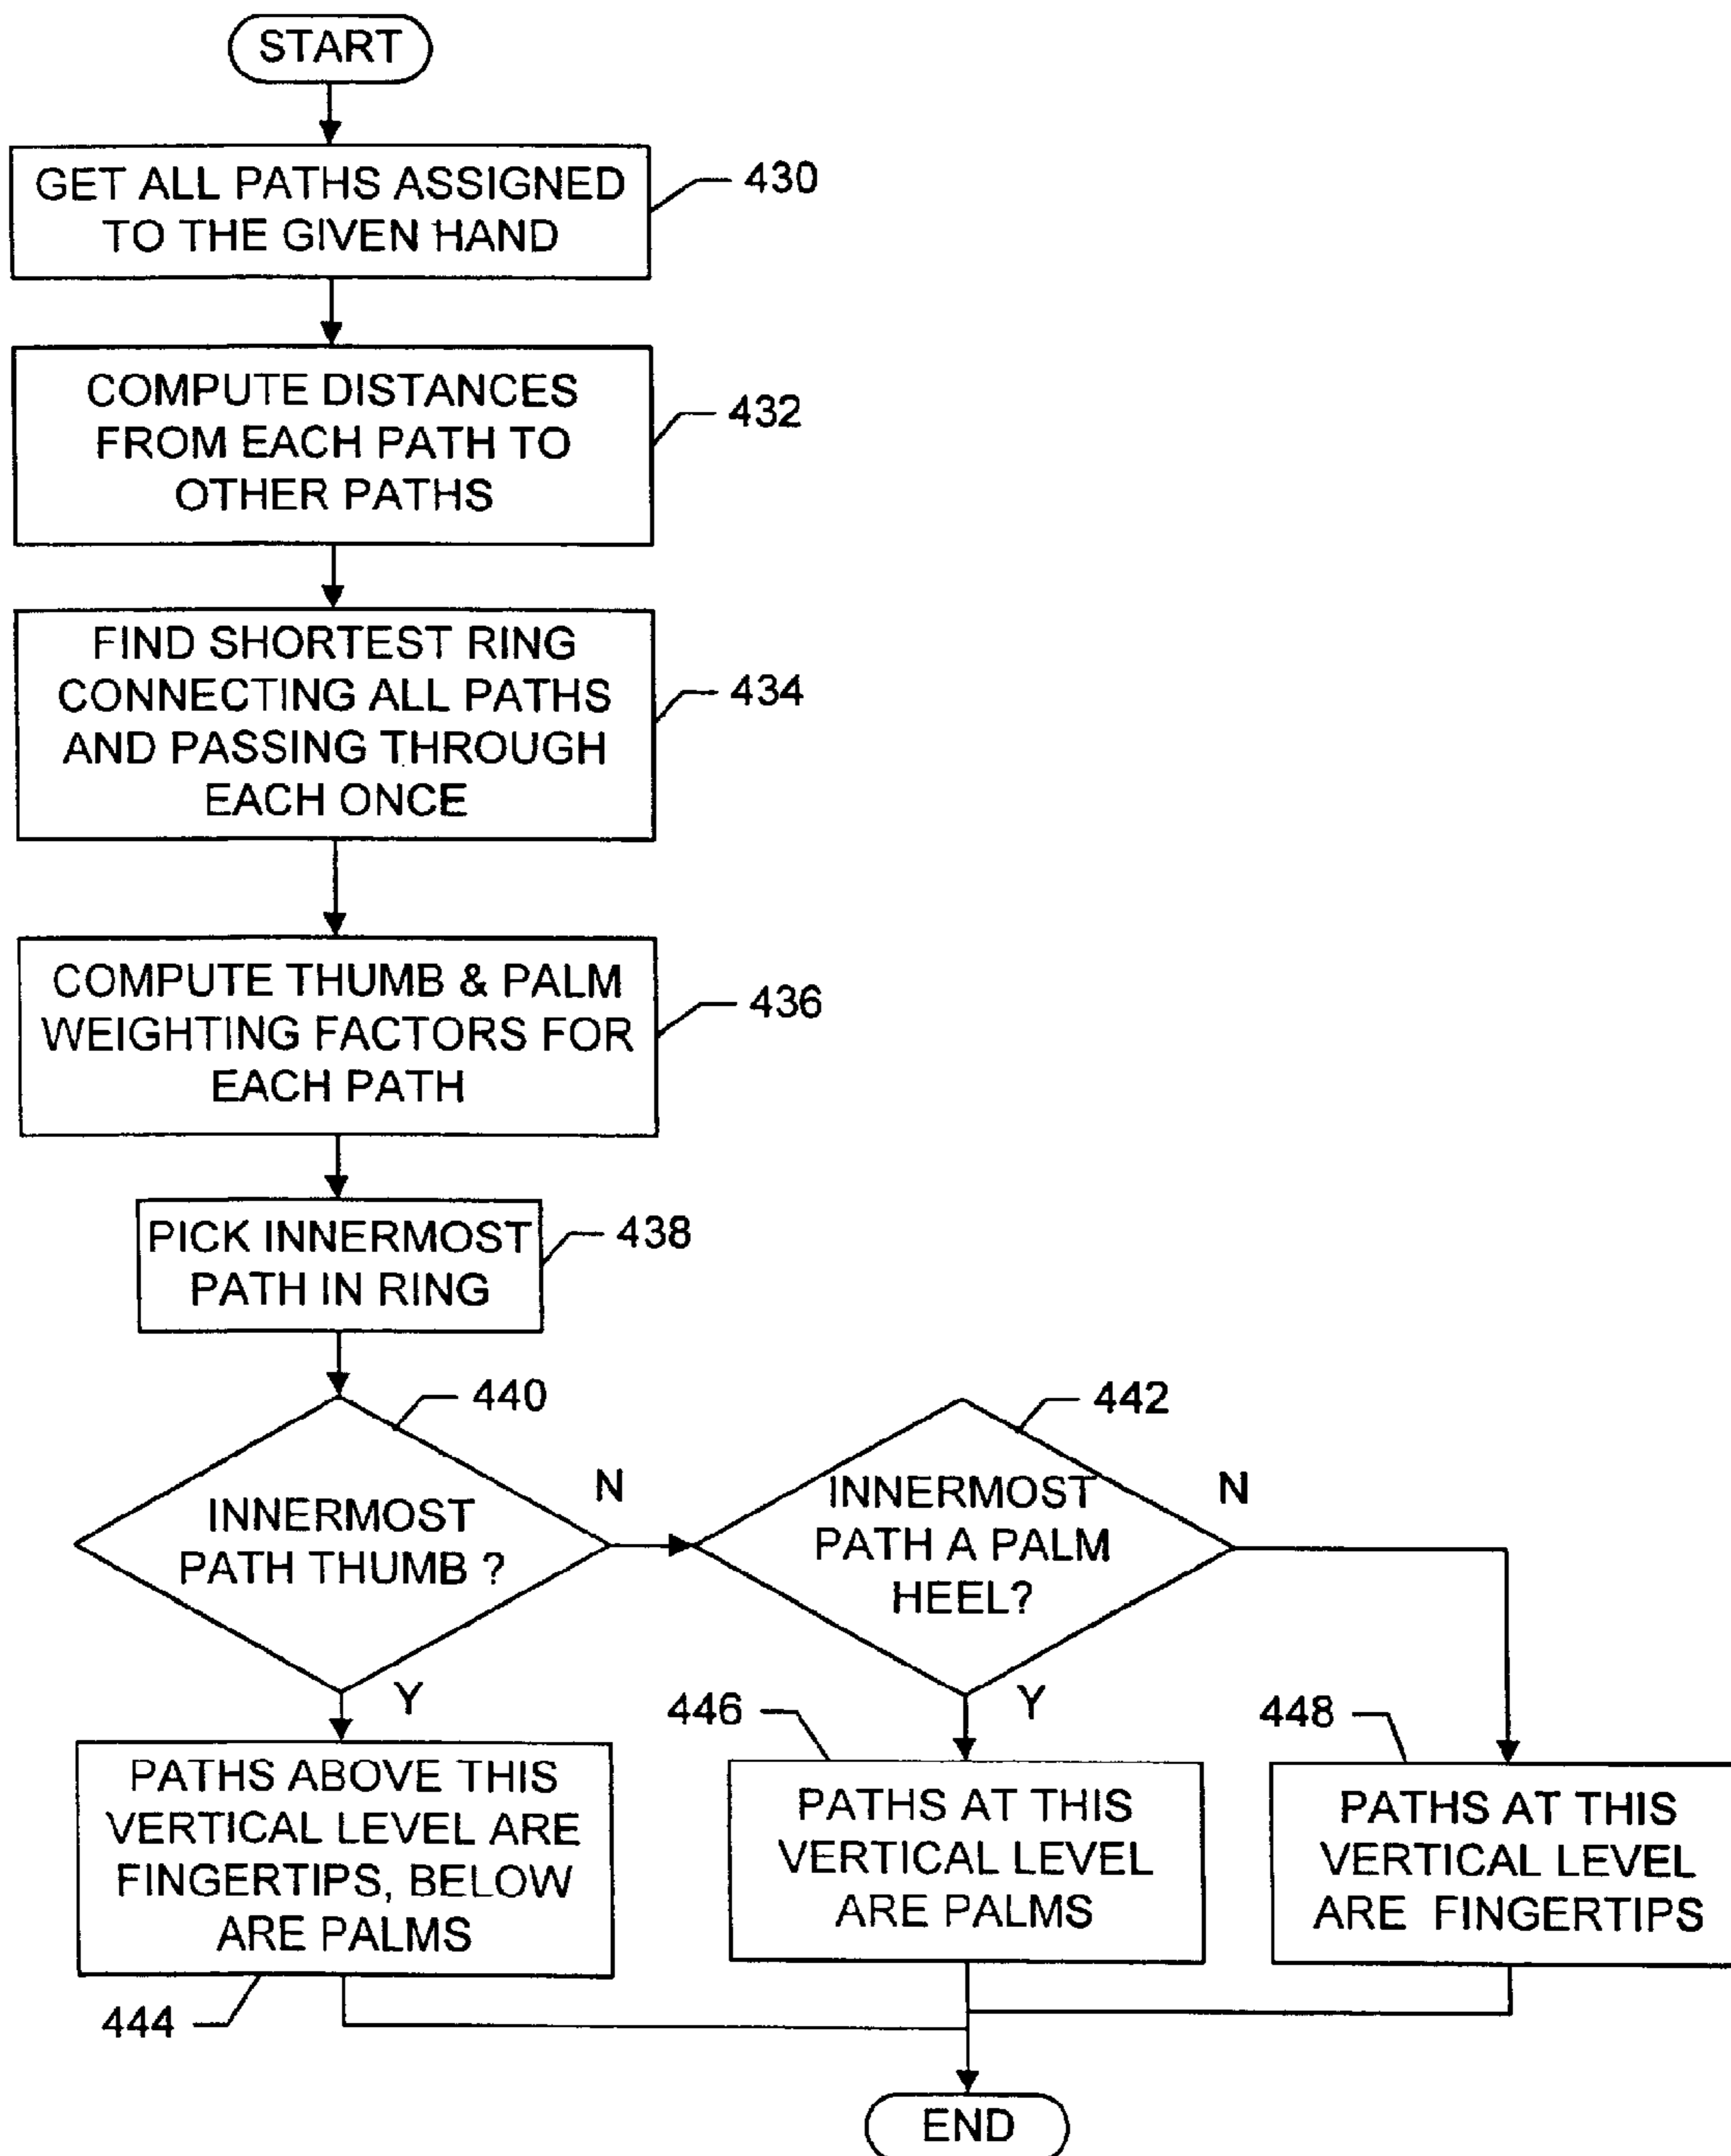 START
GET ALL PATHS ASSIGNED
TO THE GIVEN HAND
430
COMPUTE DISTANCES
FROM EACH PATH TO
OTHER PATHS
432
FIND SHORTEST RING
CONNECTING ALL PATHS
AND PASSING THROUGH
EACH ONCE
434
COMPUTE THUMB & PALM
WEIGHTING FACTORS FOR
EACH PATH
436
PICK INNERMOST
PATH IN RING
438
440
INNERMOST
PATH THUMB ?
N
Y
442
INNERMOST
PATH A PALM
HEEL?
N
Y
PATHS ABOVE THIS
VERTICAL LEVEL ARE
FINGERTIPS, BELOW
ARE PALMS
444
446
PATHS AT THIS
VERTICAL LEVEL
ARE PALMS
448
PATHS AT THIS
VERTICAL LEVEL
ARE FINGERTIPS
END